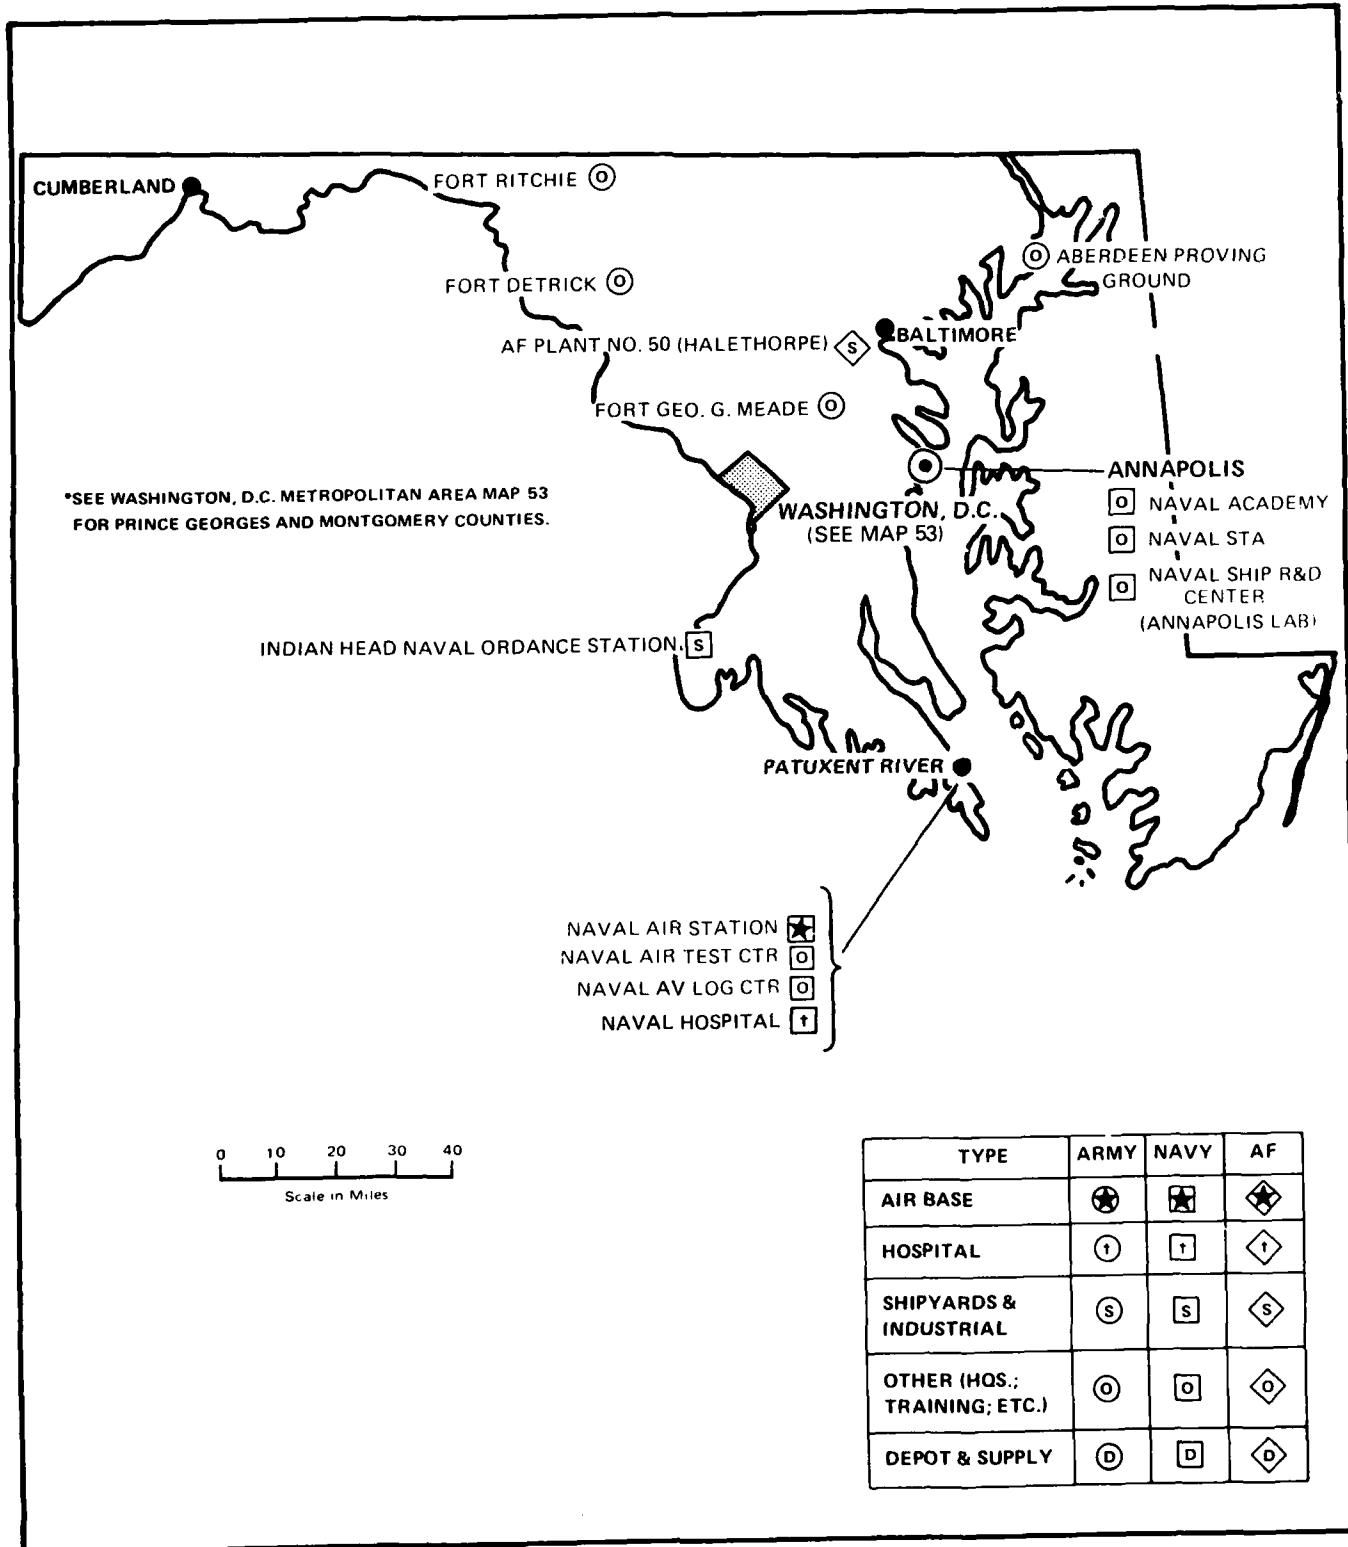 CUMBERLAND
FORT RITCHIE O
FORT DETRICK O
O ABERDEEN PROVING
GROUND
AF PLANT NO. 50 (HALETHORPE) S
BALTIMORE
FORT GEO. G. MEADE O
*SEE WASHINGTON, D.C. METROPOLITAN AREA MAP 53
FOR PRINCE GEORGES AND MONTGOMERY COUNTIES.
WASHINGTON, D.C.
(SEE MAP 53)
ANNAPOLIS
O NAVAL ACADEMY
O NAVAL STA
O NAVAL SHIP R&D
CENTER
(ANNAPOLIS LAB)
INDIAN HEAD NAVAL ORDANCE STATION. S
PATUXENT RIVER
NAVAL AIR STATION
NAVAL AIR TEST CTR O
NAVAL AV LOG CTR O
NAVAL HOSPITAL †
0 10 20 30 40
Scale in Miles
TYPE ARMY NAVY AF
AIR BASE
HOSPITAL † † †
SHIPYARDS &
INDUSTRIAL S S S
OTHER (HQS.;
TRAINING; ETC.) O O O
DEPOT & SUPPLY D D D